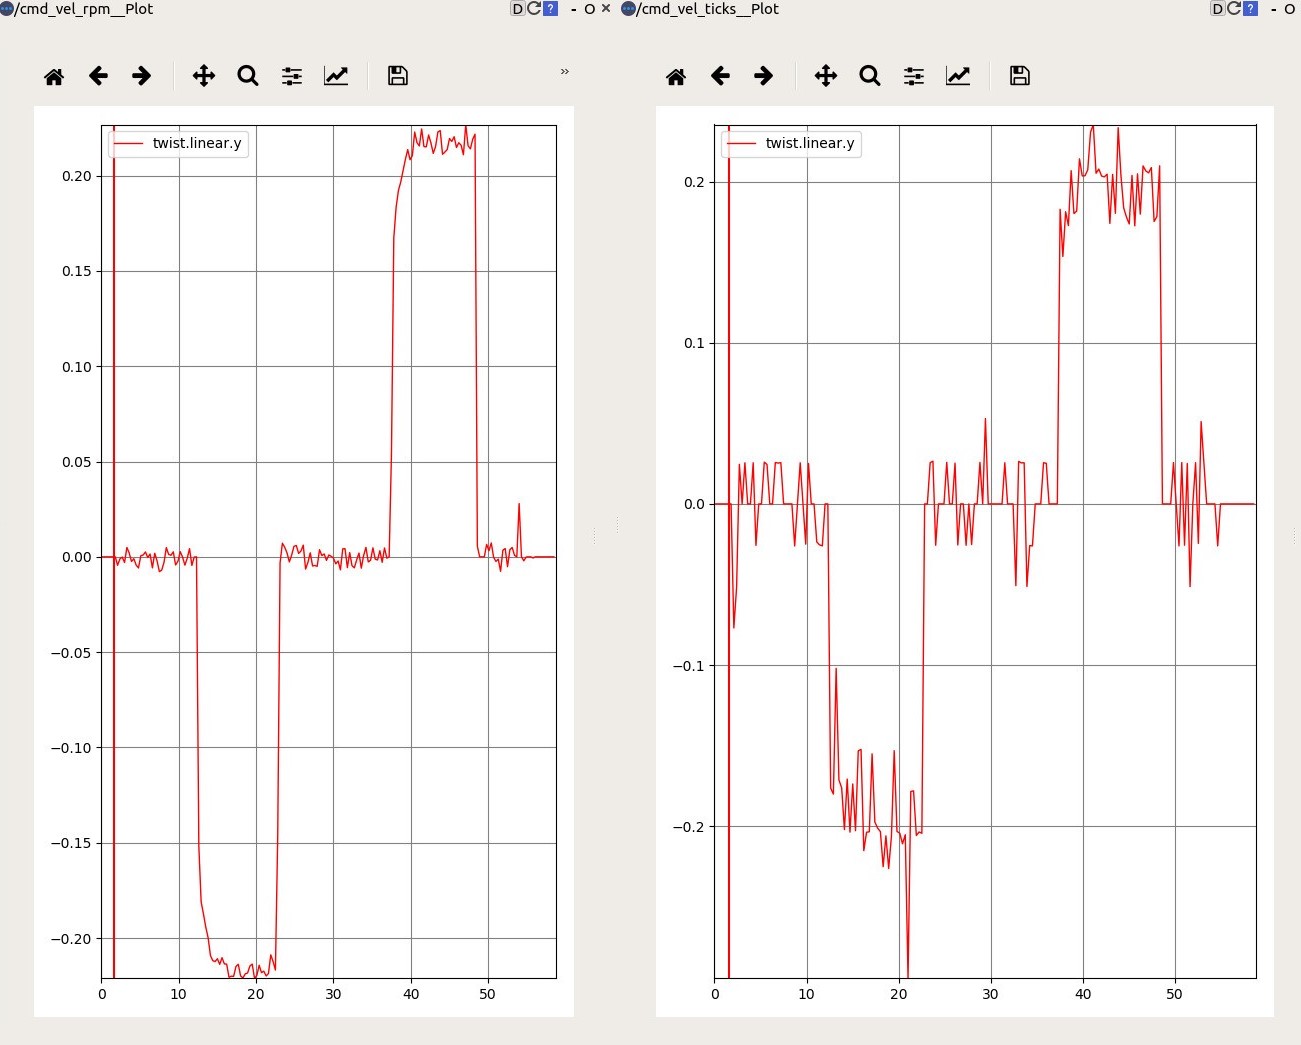 /cmd_vel_rpm__Plot
D
?
- O ×
/cmd_vel_ticks__Plot
D
?
- O
»
twist.linear.y
0.20
0.15
0.10
0.05
0.00
−0.05
−0.10
−0.15
−0.20
0 10 20 30 40 50
twist.linear.y
0.2
0.1
0.0
−0.1
−0.2
0 10 20 30 40 50